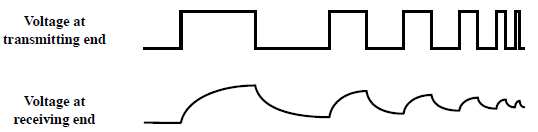 Voltage at
transmitting end
Voltage at
receiving end